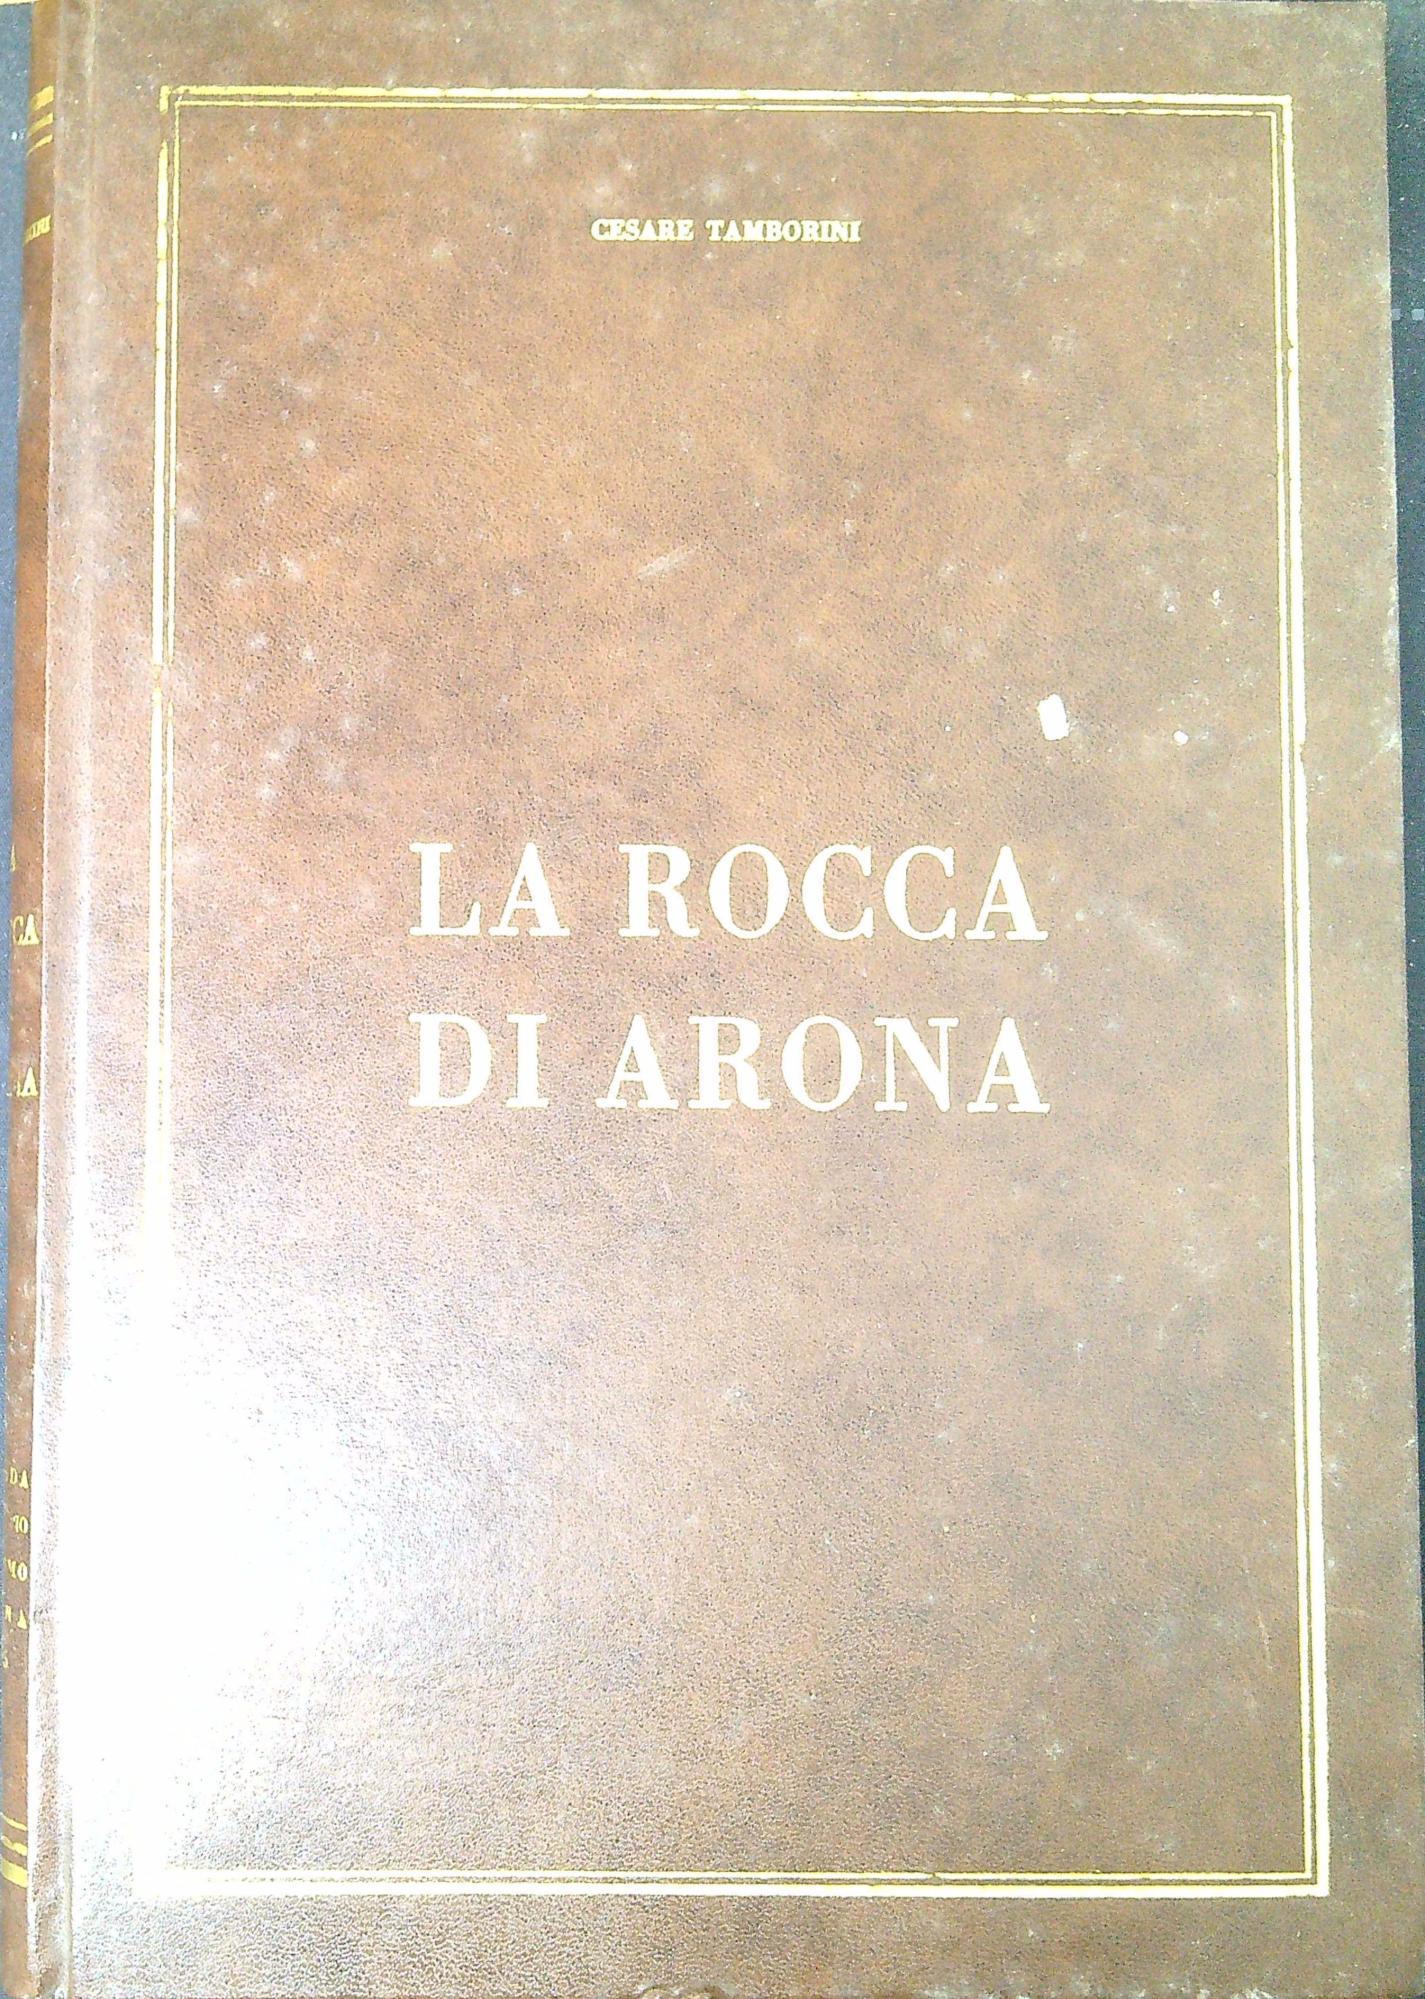 CESARE TAMBORINI
LA ROCCA
DI ARONA